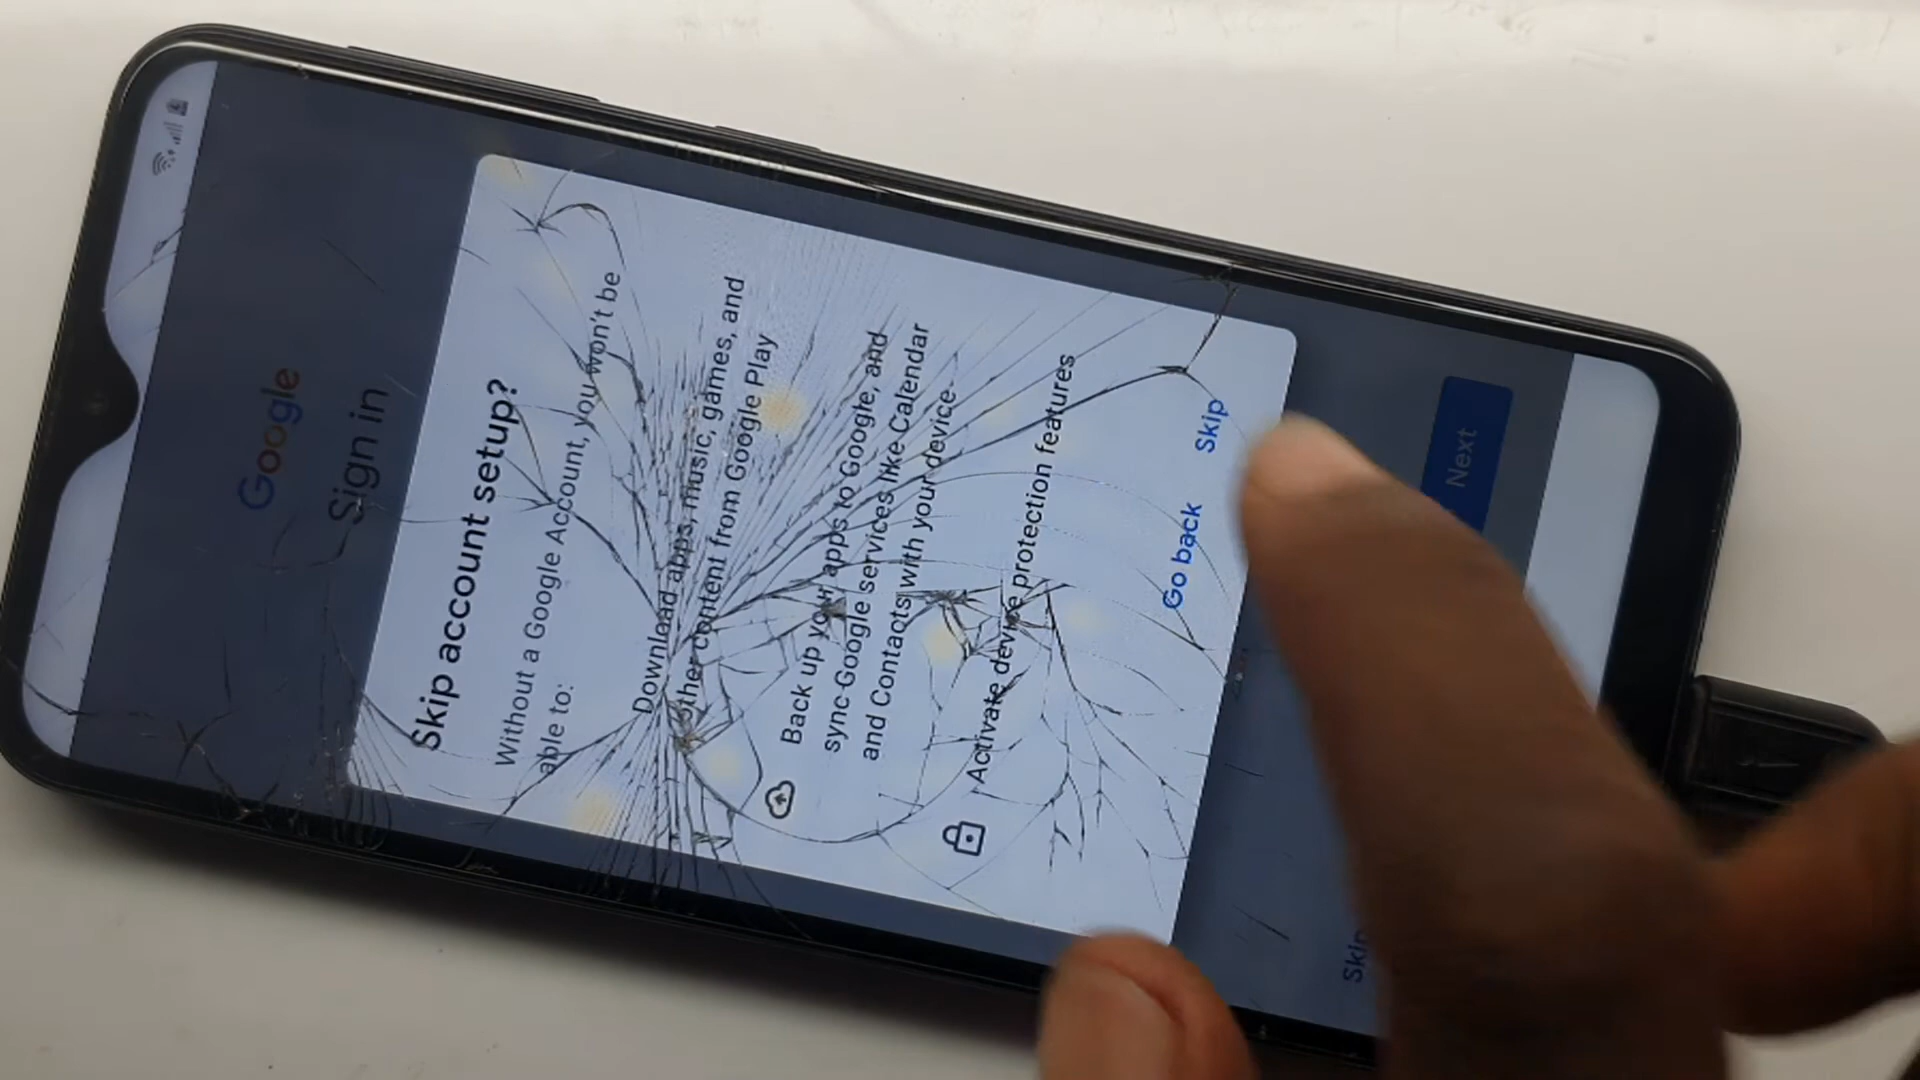 Google
Sign in
Skip account setup?
Without a Google Account, you won't be
able to:
Download apps, music, games, and
other content from Google Play
Back up your apps to Google, and
sync Google services like Calendar
and Contacts with your device
Activate device protection features
Go back
Skip
Skip
Next